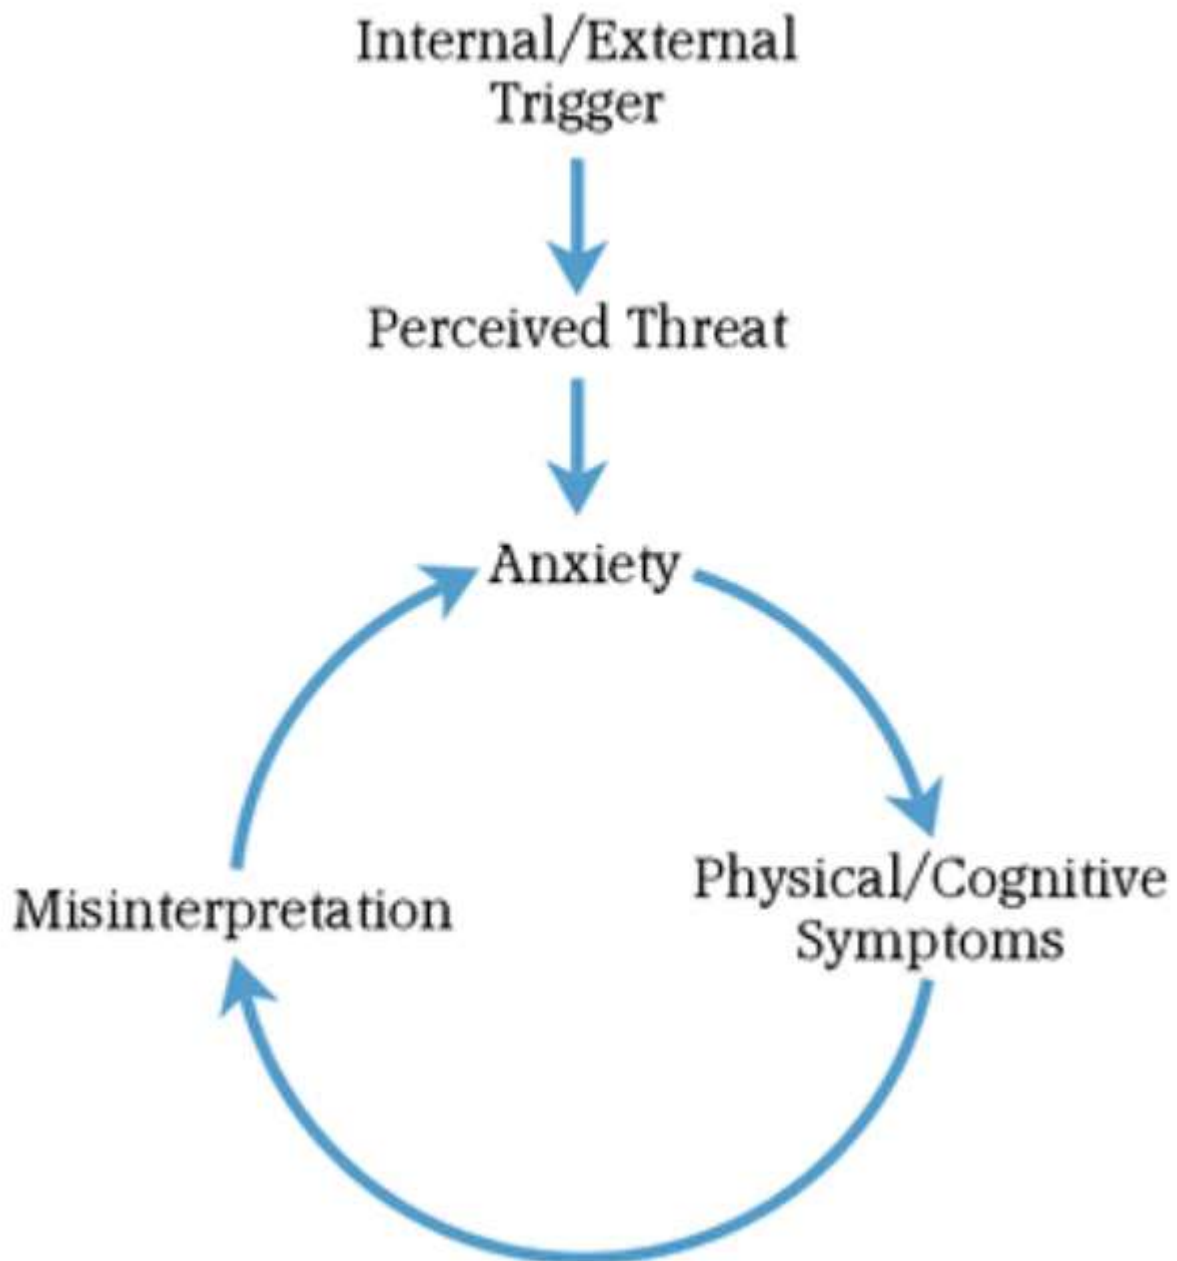 Internal/External
Trigger
Perceived Threat
Anxiety
Physical/Cognitive
Symptoms
Misinterpretation